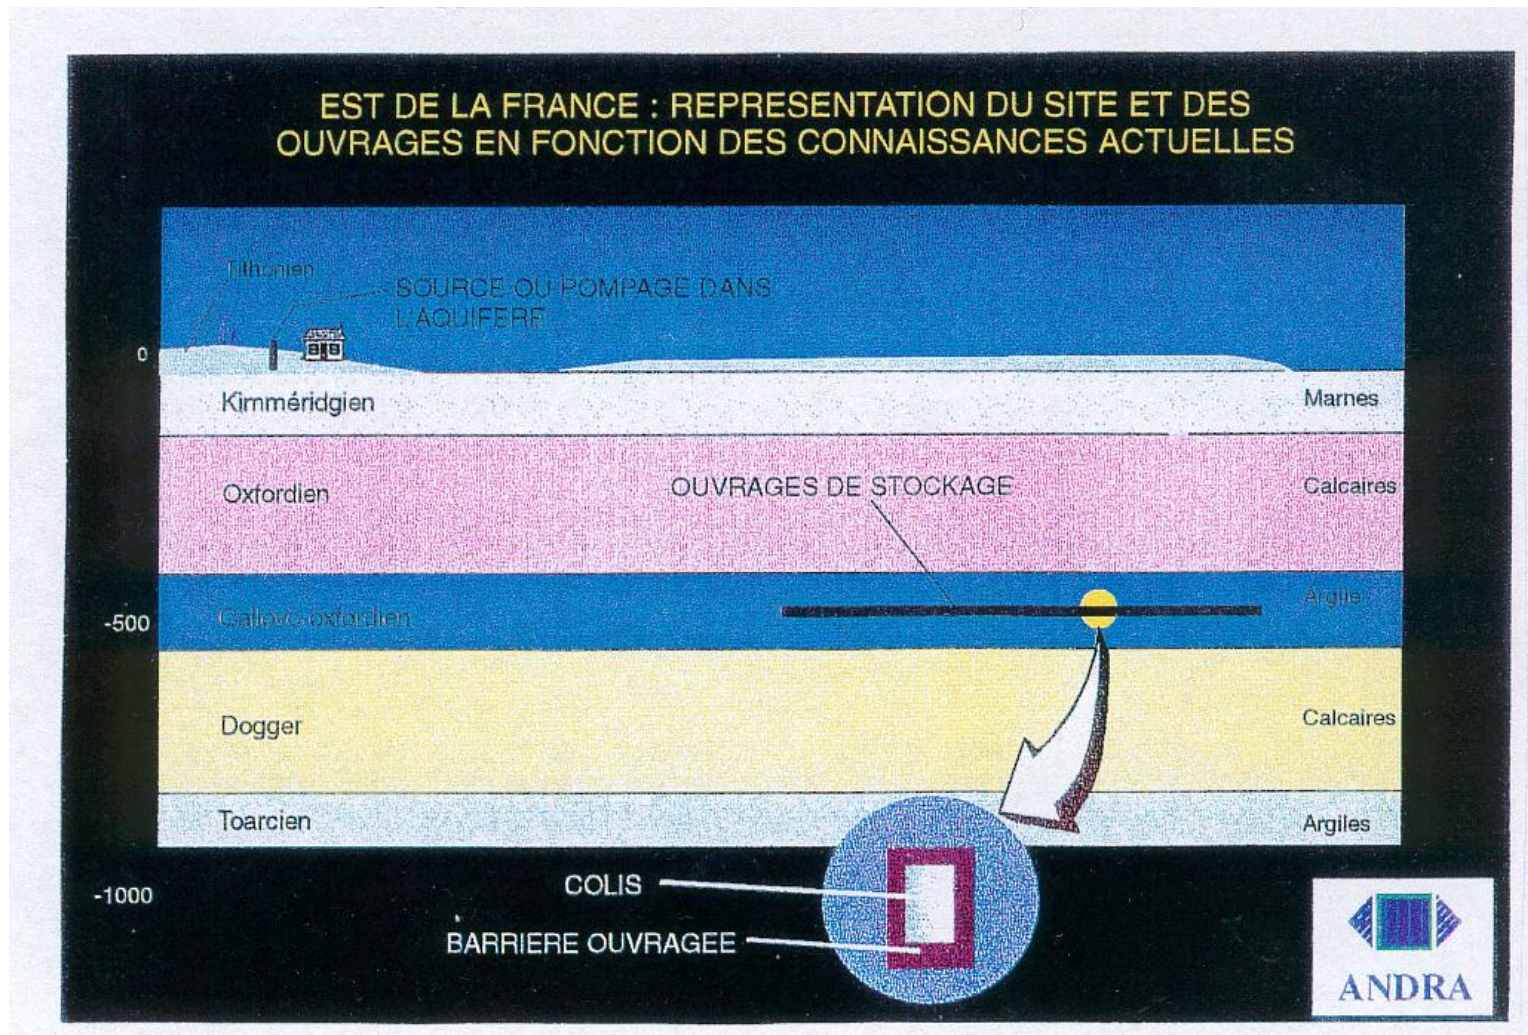 EST DE LA FRANCE : REPRESENTATION DU SITE ET DES
OUVRAGES EN FONCTION DES CONNAISSANCES ACTUELLES
Tithonien
SOURCE OU POMPAGE DANS
L'AQUIFERE
0
Kimméridgien
Marnes
Oxfordien
OUVRAGES DE STOCKAGE
Calcaires
-500
Callovo-oxfordien
Argile
Dogger
Calcaires
Toarcien
Argiles
-1000
COLIS
BARRIERE OUVRAGEE
ANDRA